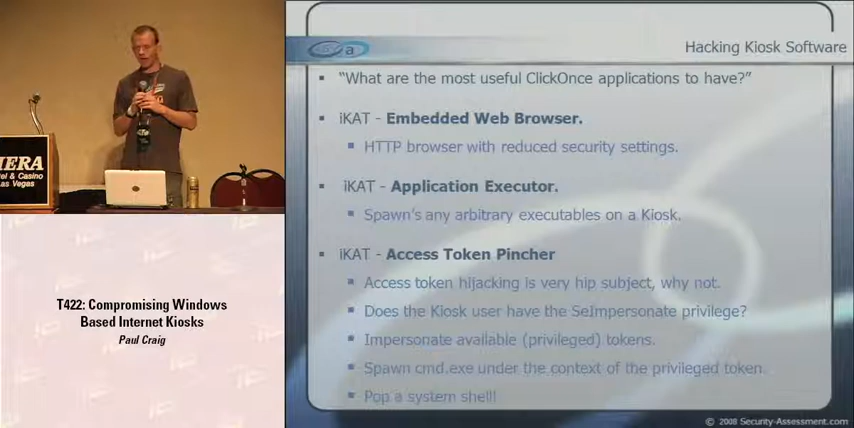 IERA
el & Casino
as Vegas
T422: Compromising Windows
Based Internet Kiosks
Paul Craig
Hacking Kiosk Software
"What are the most useful ClickOnce applications to have?"
iKAT - Embedded Web Browser.
HTTP browser with reduced security settings.
iKAT - Application Executor.
Spawn's any arbitrary executables on a Kiosk.
iKAT - Access Token Pincher
Access token hijacking is very hip subject, why not.
Does the Kiosk user have the SeImpersonate privilege?
Impersonate available (privileged) tokens.
Spawn cmd.exe under the context of the privileged token.
Pop a system shell!
© 2008 Security-Assessment.com